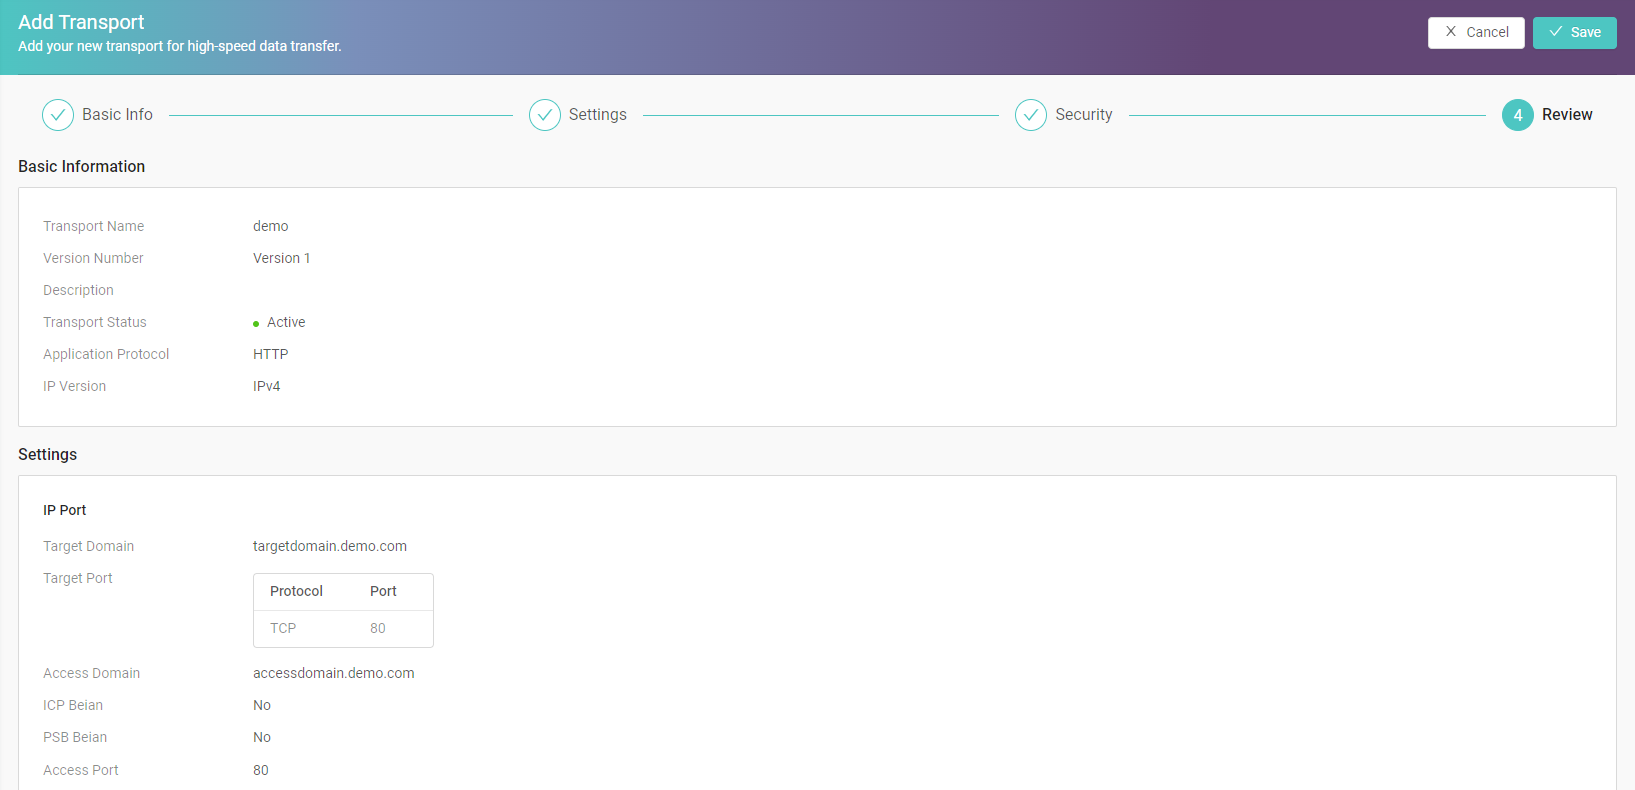 Add Transport
Add your new transport for high-speed data transfer.
Cancel
Save
Basic Info
Settings
Security
4 Review
Basic Information
Transport Name demo
Version Number Version 1
Description
Transport Status Active
Application Protocol HTTP
IP Version IPv4
Settings
IP Port
Target Domain targetdomain.demo.com
Target Port
Protocol Port
TCP 80
Access Domain accessdomain.demo.com
ICP Beian No
PSB Beian No
Access Port 80